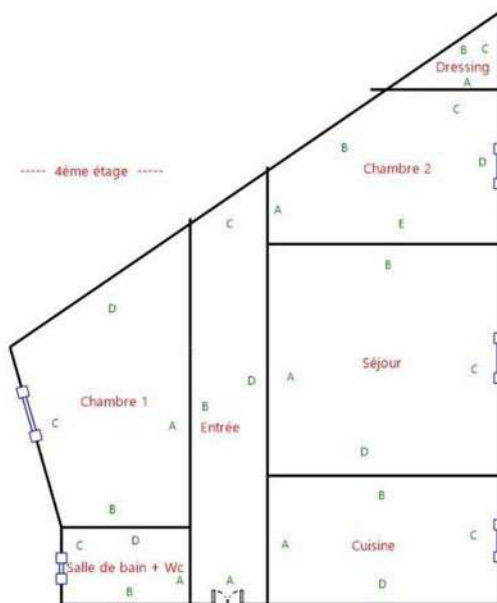 B C
Dressing
A
C
B
Chambre 2
D
----- 4ème étage -----
A
C
E
B
D
Séjour
C
D
A
Chambre 1
B
A
C
Entrée
D
B
B
C
D
A
Cuisine
C
Salle de bain + Wc
A
A
B
D